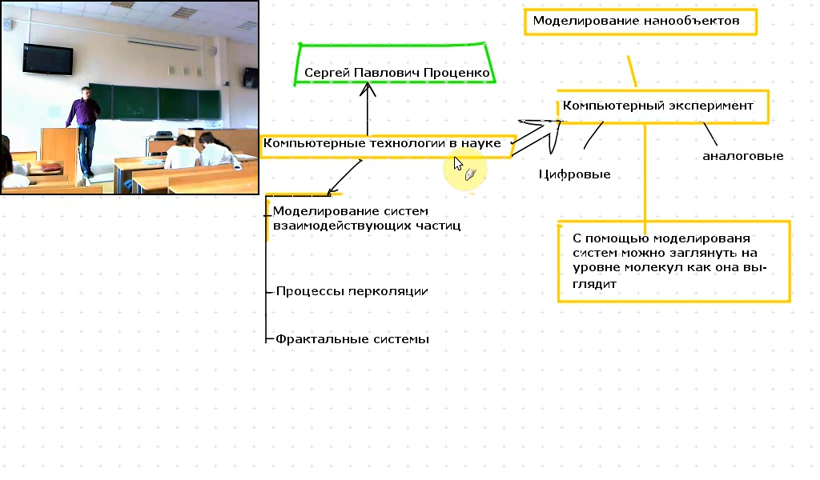 Моделирование нанообъектов
Сергей Павлович Проценко
Компьютерный эксперимент
Компьютерные технологии в науке
аналоговые
Цифровые
Моделирование систем
взаимодействующих частиц
С помощью моделированя
систем можно заглянуть на
уровне молекул как она вы-
глядит
Процессы перколяции
Фрактальные системы